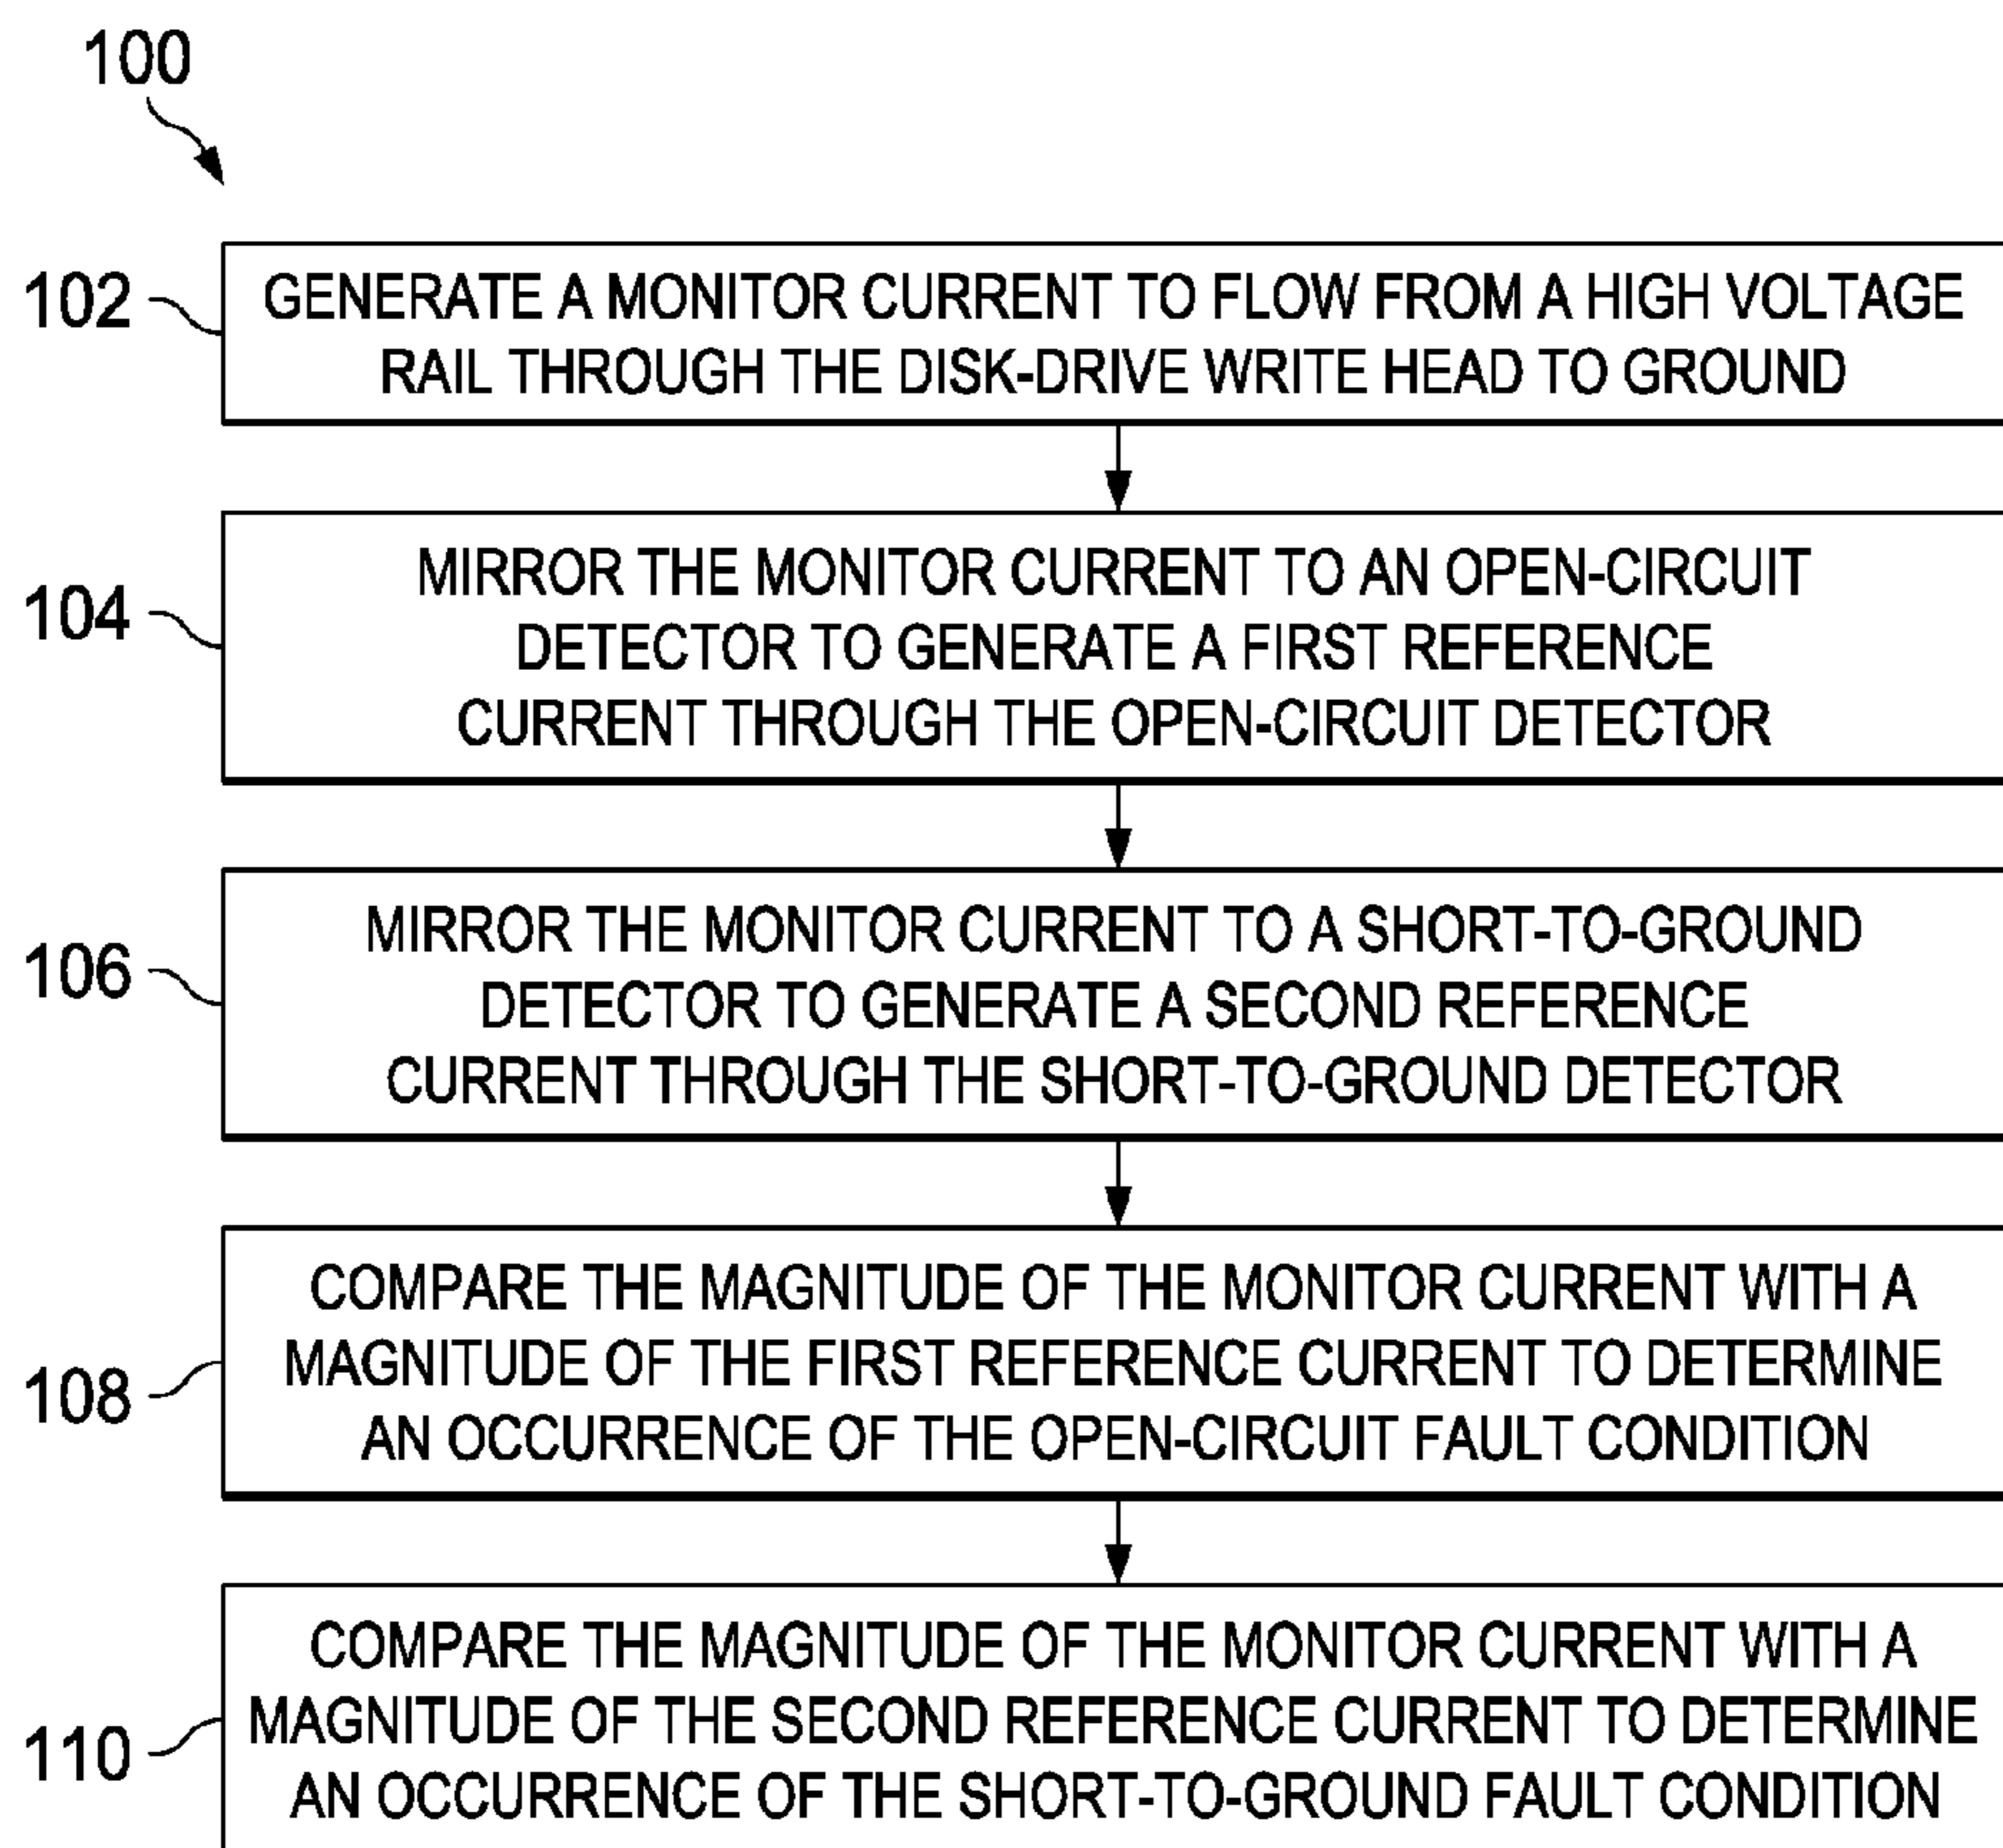 100
102
GENERATE A MONITOR CURRENT TO FLOW FROM A HIGH VOLTAGE
RAIL THROUGH THE DISK-DRIVE WRITE HEAD TO GROUND
104
MIRROR THE MONITOR CURRENT TO AN OPEN-CIRCUIT
DETECTOR TO GENERATE A FIRST REFERENCE
CURRENT THROUGH THE OPEN-CIRCUIT DETECTOR
106
MIRROR THE MONITOR CURRENT TO A SHORT-TO-GROUND
DETECTOR TO GENERATE A SECOND REFERENCE
CURRENT THROUGH THE SHORT-TO-GROUND DETECTOR
108
COMPARE THE MAGNITUDE OF THE MONITOR CURRENT WITH A
MAGNITUDE OF THE FIRST REFERENCE CURRENT TO DETERMINE
AN OCCURRENCE OF THE OPEN-CIRCUIT FAULT CONDITION
110
COMPARE THE MAGNITUDE OF THE MONITOR CURRENT WITH A
MAGNITUDE OF THE SECOND REFERENCE CURRENT TO DETERMINE
AN OCCURRENCE OF THE SHORT-TO-GROUND FAULT CONDITION